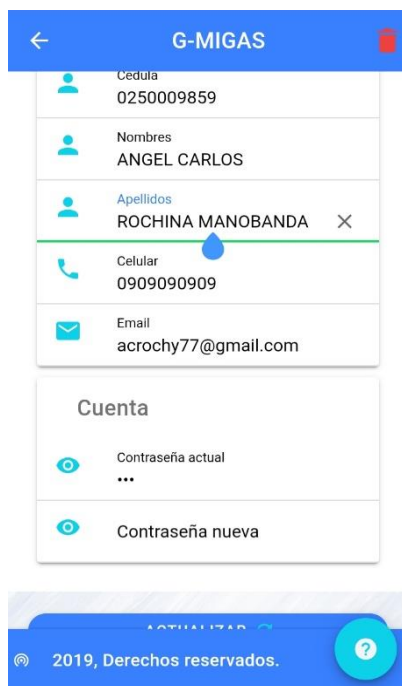 G-MIGAS
Cedula
0250009859
Nombres
ANGEL CARLOS
Apellidos
ROCHINA MANOBANDA
Celular
0909090909
Email
acrochy77@gmail.com
Cuenta
Contraseña actual
•••
Contraseña nueva
ACTUALIZAR
2019, Derechos reservados.
?